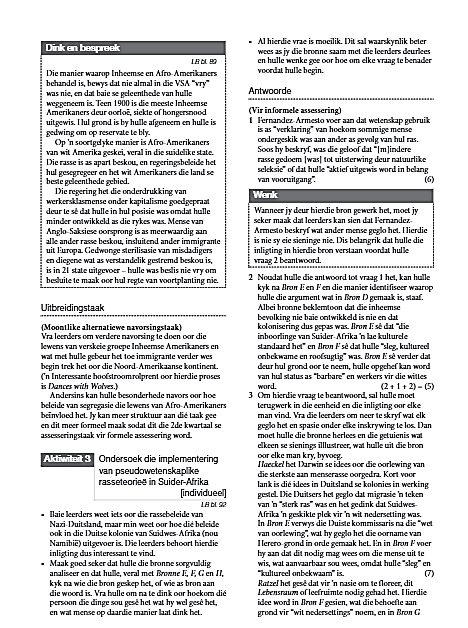 Dink en bespreek
LB bl. 89
Die manier waarop Inheemse en Afro-Amerikaners
behandel is, bewys dat nie almal in die VSA "vry"
was nie, en dat baie se geleenthede van hulle
weggeneem is. Teen 1900 is die meeste Inheemse
Amerikaners deur oorloë, siekte of hongersnood
uitgewis. Hul grond is by hulle afgeneem en hulle is
gedwing om op reservate te bly.
Op 'n soortgelyke manier is Afro-Amerikaners
van wit Amerika geskei, veral in die suidelike state.
Die rasse is as apart beskou, en regeringsbeleide het
hul gesegregeer en het wit Amerikaners die land se
beste geleenthede gebied.
Die regering het die onderdrukking van
werkersklasmense onder kapitalisme goedgepraat
deur te sê dat hulle in hul posisie was omdat hulle
minder ontwikkeld as die rykes was. Mense van
Anglo-Saksiese oorsprong is as meerwaardig aan
alle ander rasse beskou, insluitend ander immigrante
uit Europa. Gedwonge sterilisasie van misdadigers
en diegene wat as verstandelik gestremd beskou is,
is in 21 state uitgevoer – hulle was beslis nie vry om
besluite te maak oor hul regte van voortplanting nie.
Uitbreidingstaak
(Moontlike alternatiewe navorsingstaak)
Vra leerders om verdere navorsing te doen oor die
lewens van verskeie groepe Inheemse Amerikaners en
wat met hulle gebeur het toe immigrante verder wes
begin trek het oor die Noord-Amerikaanse kontinent.
('n Interessante hoofstroomrolprent oor hierdie proses
is Dances with Wolves.)
Andersins kan hulle besonderhede navors oor hoe
beleide van segregasie die lewens van Afro-Amerikaners
beïnvloed het. Jy kan meer struktuur aan dié taak gee
en dit meer formeel maak sodat dit die 2de kwartaal se
assesseringstaak vir formele assessering word.
Aktiwiteit 3 Ondersoek die implementering
van pseudowetenskaplike
rasseteorieë in Suider-Afrika
[individueel]
LB bl. 92
• Baie leerders weet iets oor die rassebeleide van
Nazi-Duitsland, maar min weet oor hoe dié beleide
ook in die Duitse kolonie van Suidwes-Afrika (nou
Namibië) uitgevoer is. Die leerders behoort hierdie
inligting dus interessant te vind.
• Maak goed seker dat hulle die bronne sorgvuldig
analiseer en dat hulle, veral met Bronne E, F, G en H,
kyk na wie die bron geskep het, of wie as bron aan
die woord is. Vra hulle om na te dink oor hoekom dié
persoon die dinge sou gesê het wat hy wel gesê het,
en wat mense op daardie manier laat dink het.
• Al hierdie vrae is moeilik. Dit sal waarskynlik beter
wees as jy die bronne saam met die leerders deurlees
en hulle wenke gee oor hoe om elke vraag te benader
voordat hulle begin.
Antwoorde
(Vir informele assessering)
1 Fernandez-Armesto voer aan dat wetenskap gebruik
is as "verklaring" van hoekom sommige mense
ondergeskik was aan ander as gevolg van hul ras.
Soos hy beskryf, was die geloof dat "[m]indere
rasse gedoem [was] tot uitsterwing deur natuurlike
seleksie" of dat hulle "aktief uitgewis word in belang
van vooruitgang". (6)
Wenk
Wanneer jy deur hierdie bron gewerk het, moet jy
seker maak dat leerders kan sien dat Fernandez-
Armesto beskryf wat ander mense geglo het. Hierdie
is nie sy eie sieninge nie. Dis belangrik dat hulle die
inligting in hierdie bron verstaan voordat hulle
vraag 2 beantwoord.
2 Noudat hulle die antwoord tot vraag 1 het, kan hulle
kyk na Bron E en F en die manier identifiseer waarop
hulle die argument wat in Bron D gemaak is, staaf.
Albei bronne beklemtoon dat die inheemse
bevolking nie baie ontwikkeld is nie en dat
kolonisering dus gepas was. Bron E sê dat "die
inboorlinge van Suider-Afrika 'n lae kulturele
standaard het" en Bron F sê dat hulle "sleg, kultureel
onbekwame en roofsugtig" was. Bron E sê verder dat
deur hul grond oor te neem, hulle opgehef kan word
van hul status as "barbare" en werkers vir die wittes
word. (2 + 1 + 2) = (5)
3 Om hierdie vraag te beantwoord, sal hulle moet
terugwerk in die eenheid en die inligting oor elke
man vind. Vra die leerders om neer te skryf wat elk
geglo het en spasie onder elke inskrywing te los. Dan
moet hulle die bronne herlees en die getuienis wat
elkeen se sienings illustreer, wat hulle uit die bron
oor elke man kry, byvoeg.
Haeckel het Darwin se idees oor die oorlewing van
die sterkste aan menserasse oorgedra. Kort voor
lank is dié idees in Duitsland se kolonies in werking
gestel. Die Duitsers het geglo dat migrasie 'n teken
van 'n "sterk ras" was en het gedink dat Suidwes-
Afrika 'n geskikte plek vir 'n wit nedersetting was.
In Bron E verwys die Duitse kommissaris na die "wet
van oorlewing", wat hy geglo het die oorname van
Herero-grond in orde gemaak het. En in Bron F voer
hy aan dat dit nodig mag wees om die mense uit te
wis, wat aanvaarbaar sou wees, omdat hulle "sleg" en
"kultureel onbekwaam" is. (7)
Ratzel het gesê dat vir 'n nasie om te floreer, dit
Lebensraum of leefruimte nodig gehad het. Hierdie
idee word in Bron F gesien, wat die behoefte aan
grond vir "wit nedersettings" noem, en in Bron G